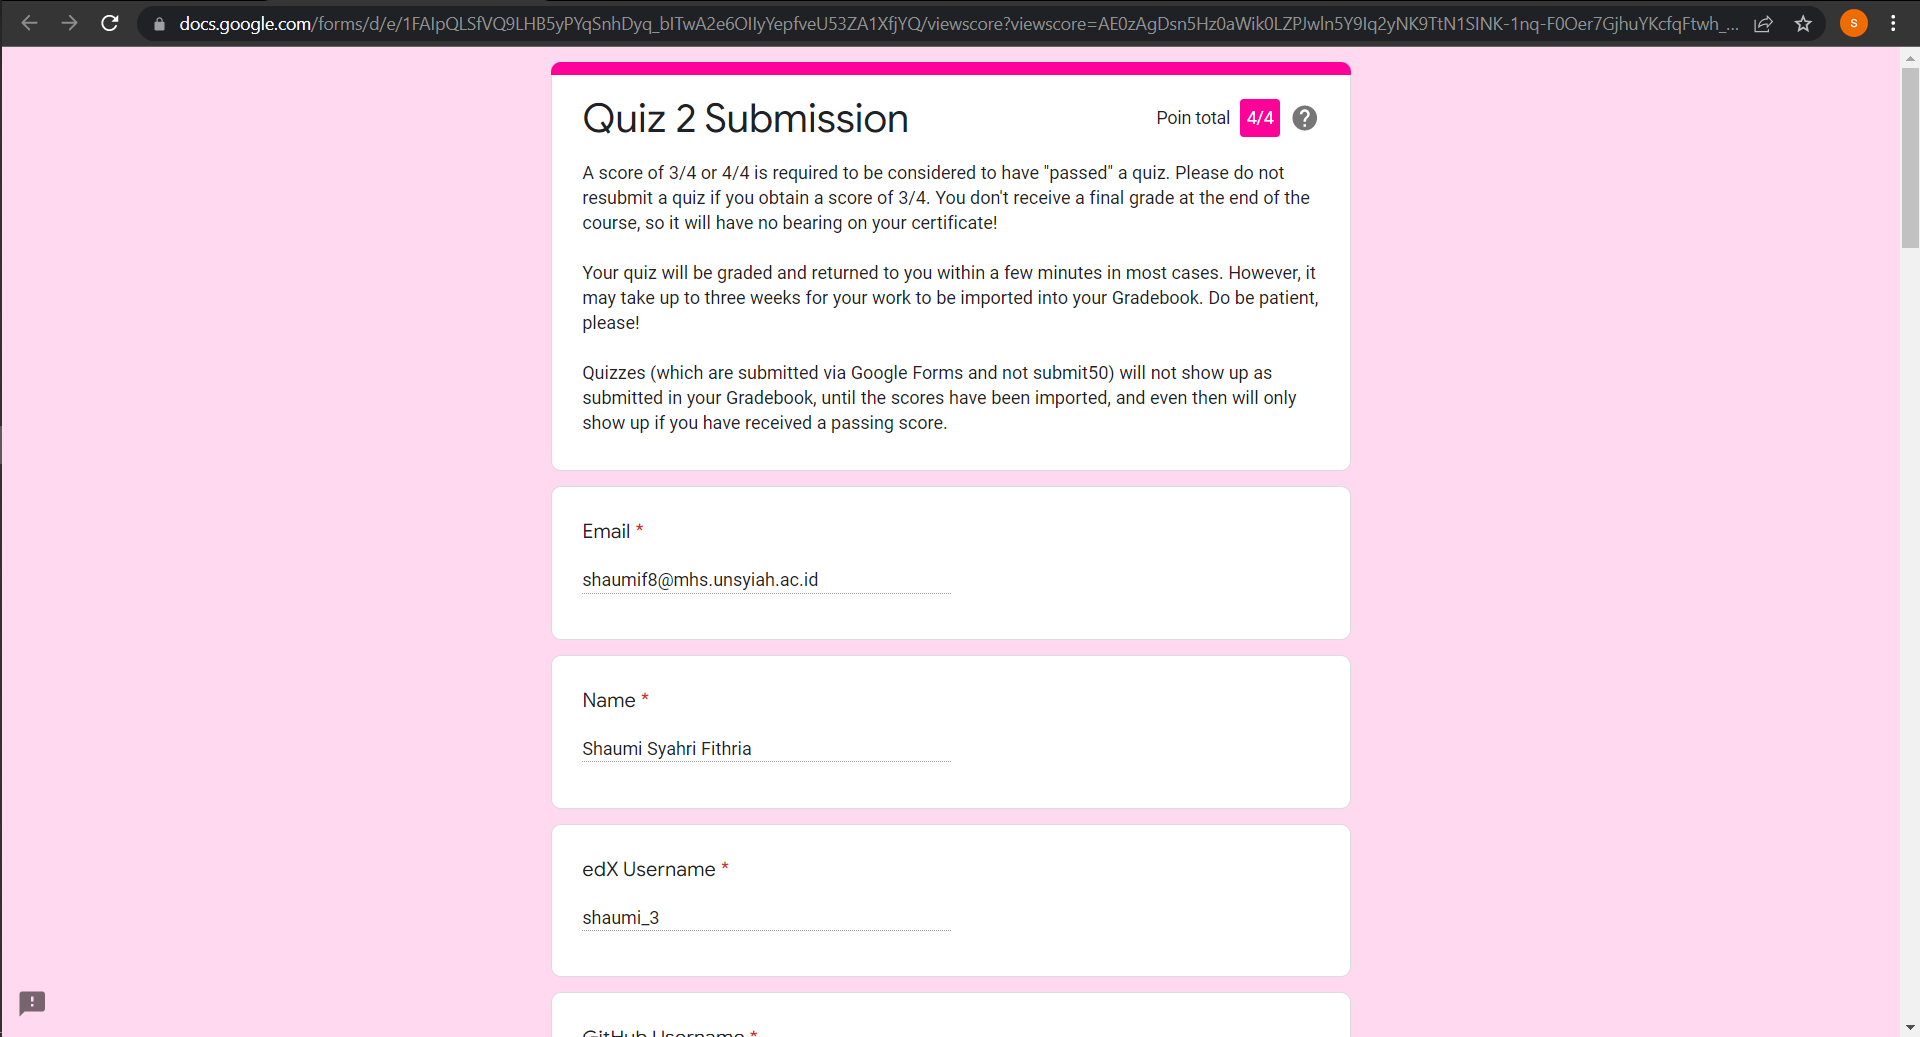 docs.google.com/forms/d/e/1FAIpQLSfVQ9LHB5yPYqSnhDyq_bITwA2e6OIIyYepfveU53ZA1XfjYQ/viewscore?viewscore=AE0zAgDsn5Hz0aWik0LZPJwln5Y9Iq2yNK9TtN1SINK-1nq-F0Oer7GjhuYKcfqFtwh_...
S
Quiz 2 Submission
Poin total 4/4
A score of 3/4 or 4/4 is required to be considered to have "passed" a quiz. Please do not
resubmit a quiz if you obtain a score of 3/4. You don't receive a final grade at the end of the
course, so it will have no bearing on your certificate!
Your quiz will be graded and returned to you within a few minutes in most cases. However, it
may take up to three weeks for your work to be imported into your Gradebook. Do be patient,
please!
Quizzes (which are submitted via Google Forms and not submit50) will not show up as
submitted in your Gradebook, until the scores have been imported, and even then will only
show up if you have received a passing score.
Email *
shaumif8@mhs.unsyiah.ac.id
Name *
Shaumi Syahri Fithria
edX Username *
shaumi_3
GitHub Username *